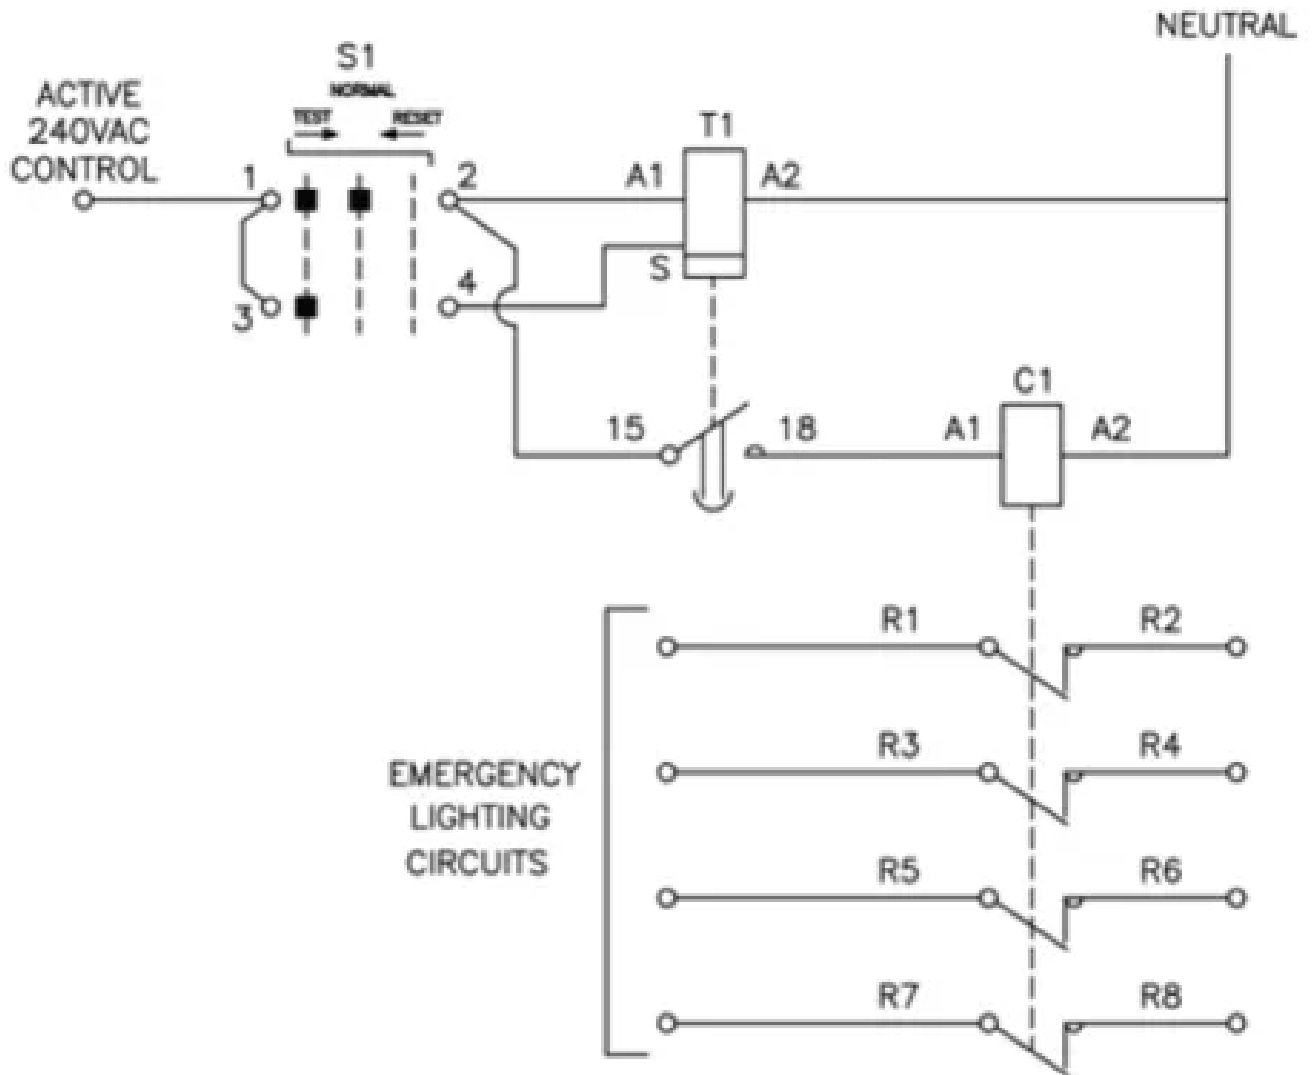 NEUTRAL
S1
NORMAL
TEST
RESET
ACTIVE
240VAC
CONTROL
T1
1
2
A1
A2
3
4
S
C1
15
18
A1
A2
R1
R2
R3
R4
EMERGENCY
LIGHTING
CIRCUITS
R5
R6
R7
R8